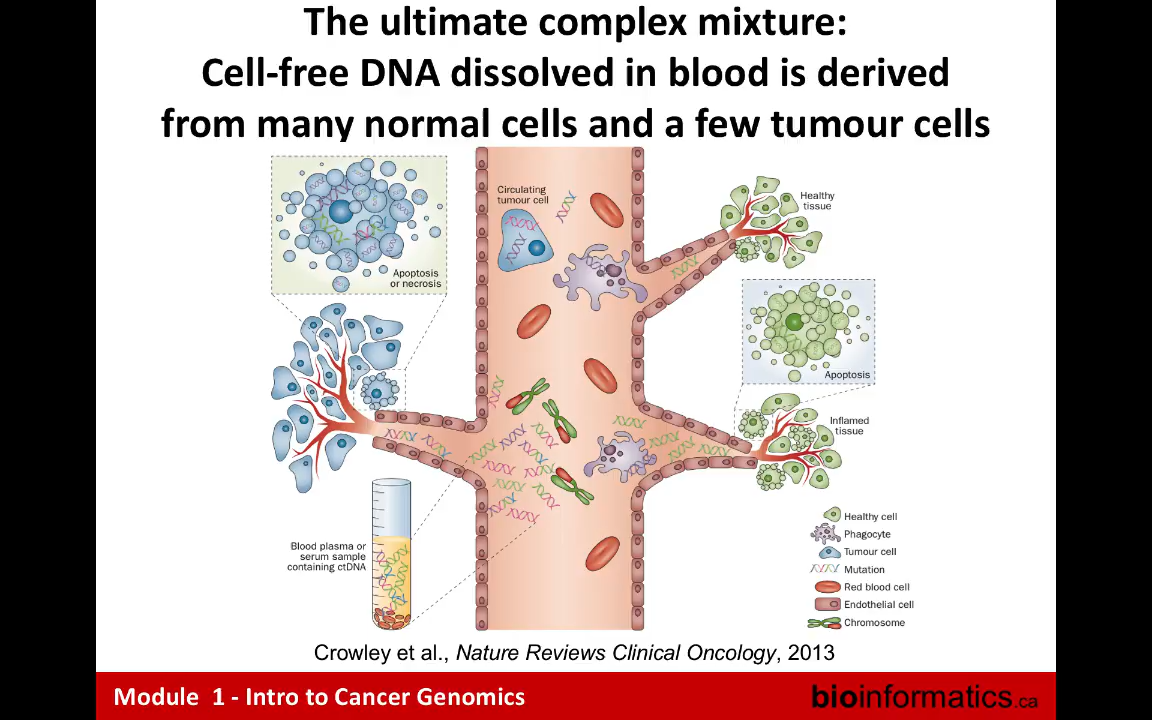 The ultimate complex mixture:
Cell-free DNA dissolved in blood is derived
from many normal cells and a few tumour cells
Circulating
tumour cell
Healthy
tissue
Apoptosis
or necrosis
Apoptosis
Inflamed
tissue
Blood plasma or
serum sample
containing ctDNA
Healthy cell
Phagocyte
Tumour cell
Mutation
Red blood cell
Endothelial cell
Chromosome
Crowley et al., Nature Reviews Clinical Oncology, 2013
Module 1 - Intro to Cancer Genomics
bioinformatics.ca